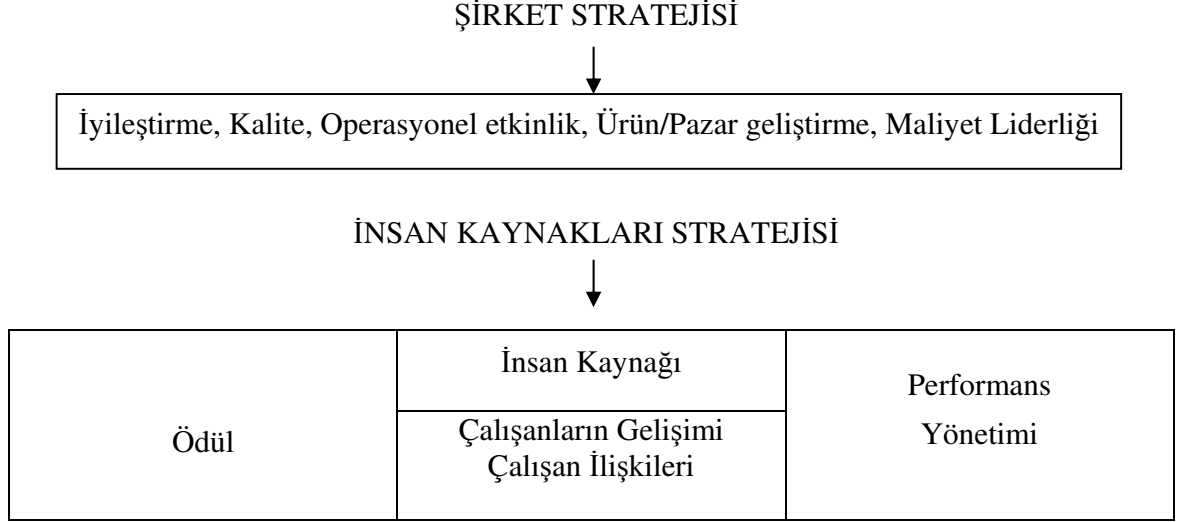 ŞİRKET STRATEJİSİ
İyileştirme, Kalite, Operasyonel etkinlik, Ürün/Pazar geliştirme, Maliyet Liderliği
İNSAN KAYNAKLARI STRATEJİSİ
Ödül
İnsan Kaynağı
Çalışanların Gelişimi
Çalışan İlişkileri
Performans
Yönetimi